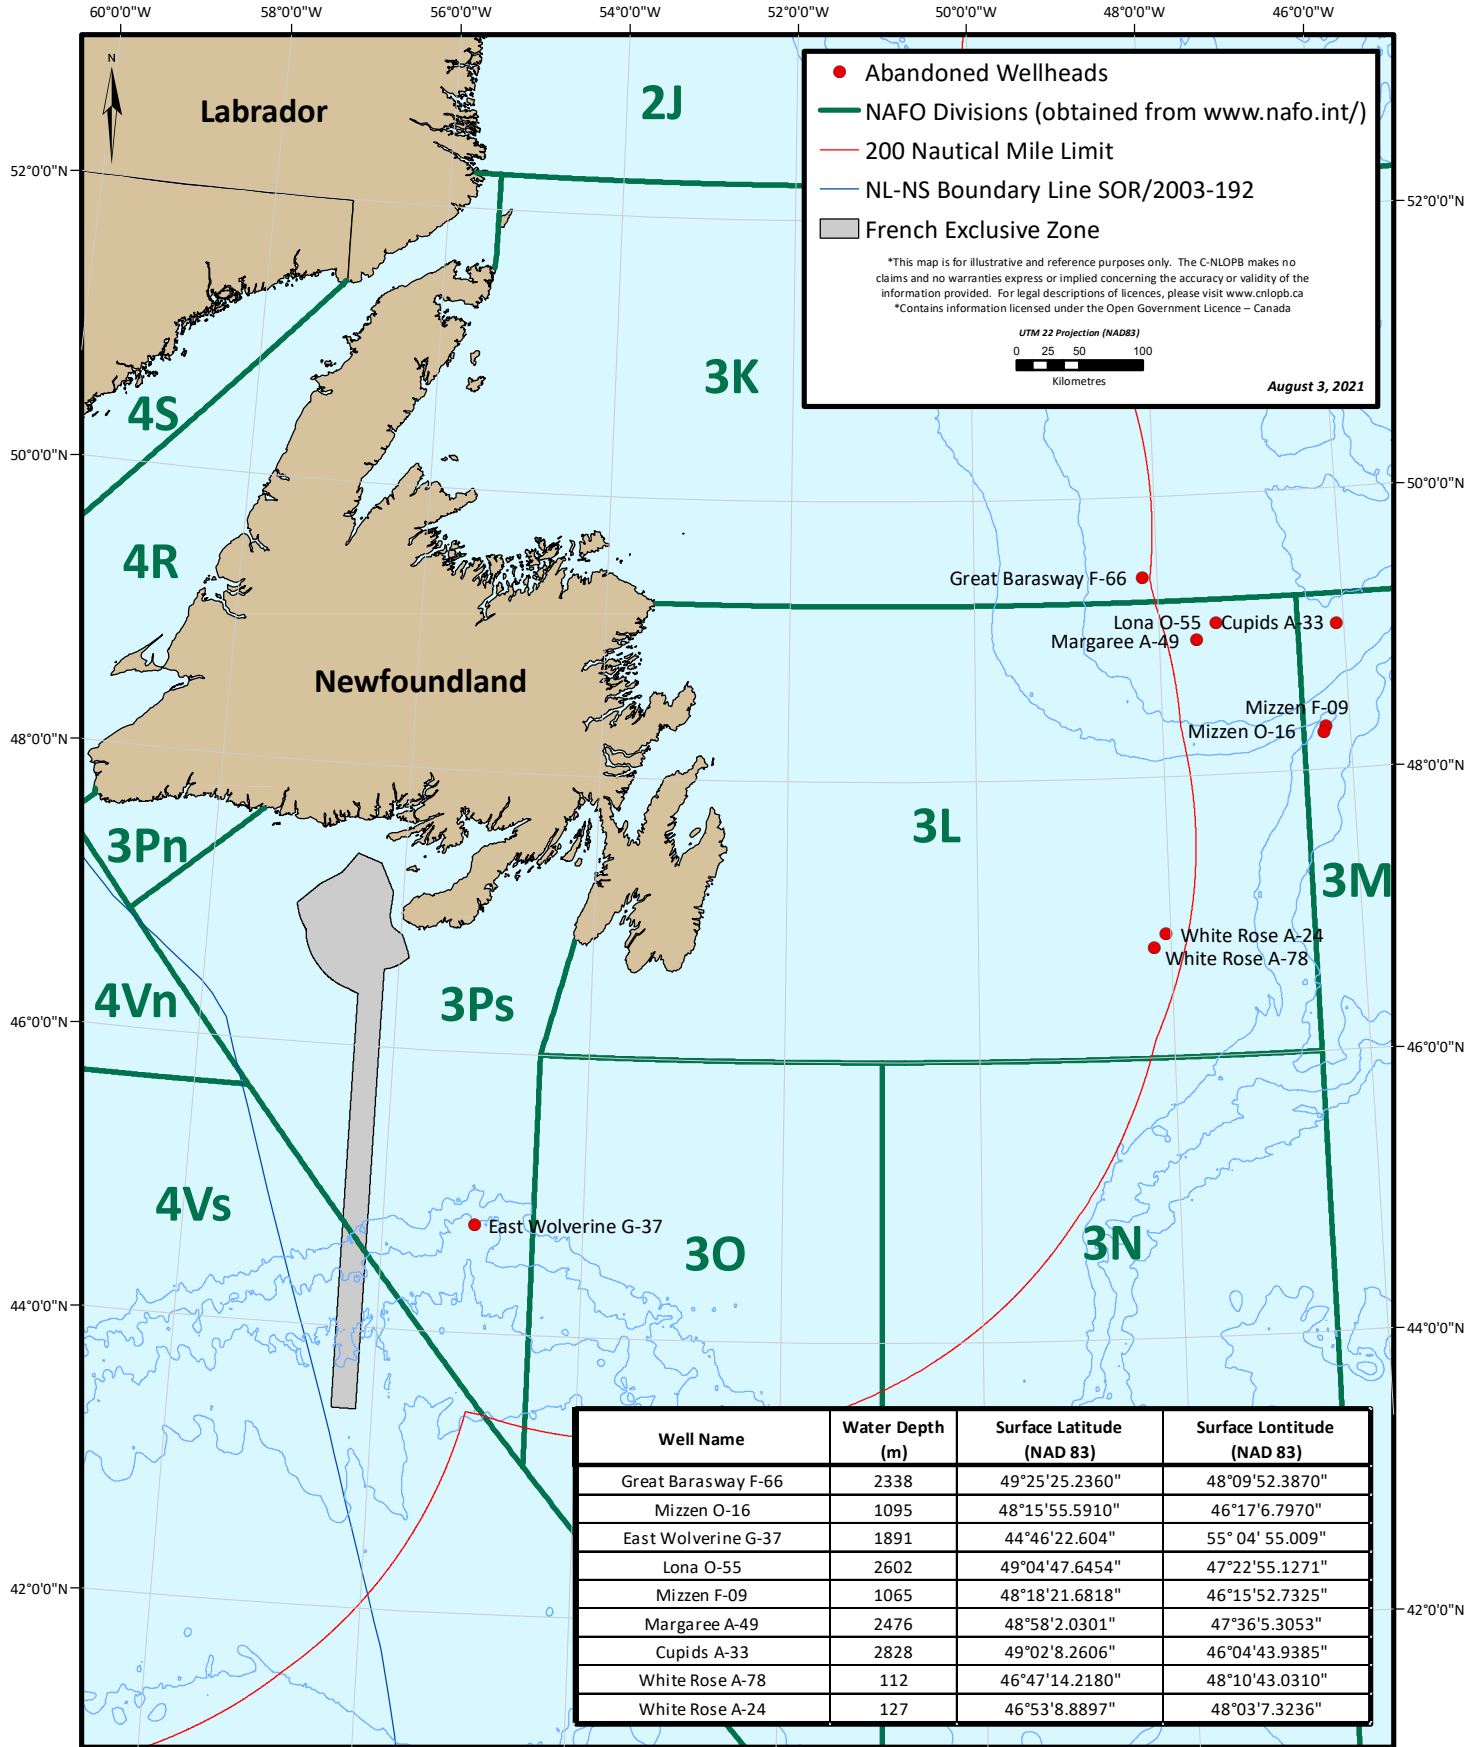 60°0'0"W 58°0'0"W 56°0'0"W 54°0'0"W 52°0'0"W 50°0'0"W 48°0'0"W 46°0'0"W
N
Labrador
2J
Abandoned Wellheads
NAFO Divisions (obtained from www.nafo.int/)
200 Nautical Mile Limit
NL-NS Boundary Line SOR/2003-192
French Exclusive Zone
*This map is for illustrative and reference purposes only. The C-NLOPB makes no
claims and no warranties express or implied concerning the accuracy or validity of the
information provided. For legal descriptions of licences, please visit www.cnlopb.ca
*Contains information licensed under the Open Government Licence – Canada
UTM 22 Projection (NAD83)
0 25 50 100
Kilometres
August 3, 2021
52°0'0"N
52°0'0"N
3K
4S
50°0'0"N
50°0'0"N
4R
Great Barasway F-66
Lona O-55
Cupids A-33
Margaree A-49
Newfoundland
Mizzen F-09
Mizzen O-16
48°0'0"N
48°0'0"N
3Pn
3L
3M
White Rose A-24
White Rose A-78
4Vn
3Ps
46°0'0"N
46°0'0"N
4Vs
East Wolverine G-37
3O
3N
44°0'0"N
44°0'0"N
42°0'0"N
42°0'0"N
Well Name Water Depth (m) Surface Latitude (NAD 83) Surface Lontitude (NAD 83)
Great Barasway F-66 2338 49°25'25.2360" 48°09'52.3870"
Mizzen O-16 1095 48°15'55.5910" 46°17'6.7970"
East Wolverine G-37 1891 44°46'22.604" 55° 04' 55.009"
Lona O-55 2602 49°04'47.6454" 47°22'55.1271"
Mizzen F-09 1065 48°18'21.6818" 46°15'52.7325"
Margaree A-49 2476 48°58'2.0301" 47°36'5.3053"
Cupids A-33 2828 49°02'8.2606" 46°04'43.9385"
White Rose A-78 112 46°47'14.2180" 48°10'43.0310"
White Rose A-24 127 46°53'8.8897" 48°03'7.3236"